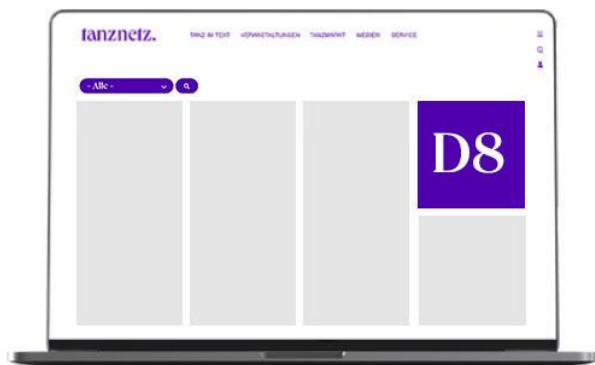 tanznetz.
TANZ IM TEXT VERANSTALTUNGEN TANZMARKT MEDIEN SERVICE
- Alle -
D8